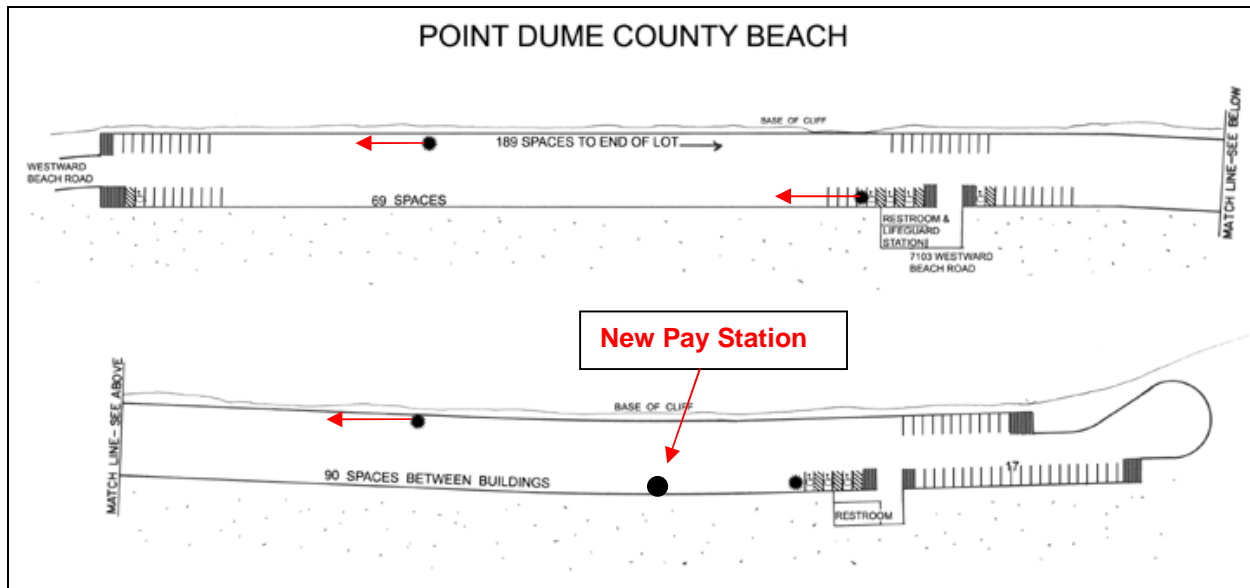 POINT DUME COUNTY BEACH
BASE OF CLIFF
189 SPACES TO END OF LOT
WESTWARD
BEACH ROAD
69 SPACES
RESTROOM &
LIFEGUARD
STATION
7103 WESTWARD
BEACH ROAD
MATCH LINE-SEE BELOW
New Pay Station
MATCH LINE- SEE ABOVE
BASE OF CLIFF
90 SPACES BETWEEN BUILDINGS
17
RESTROOM